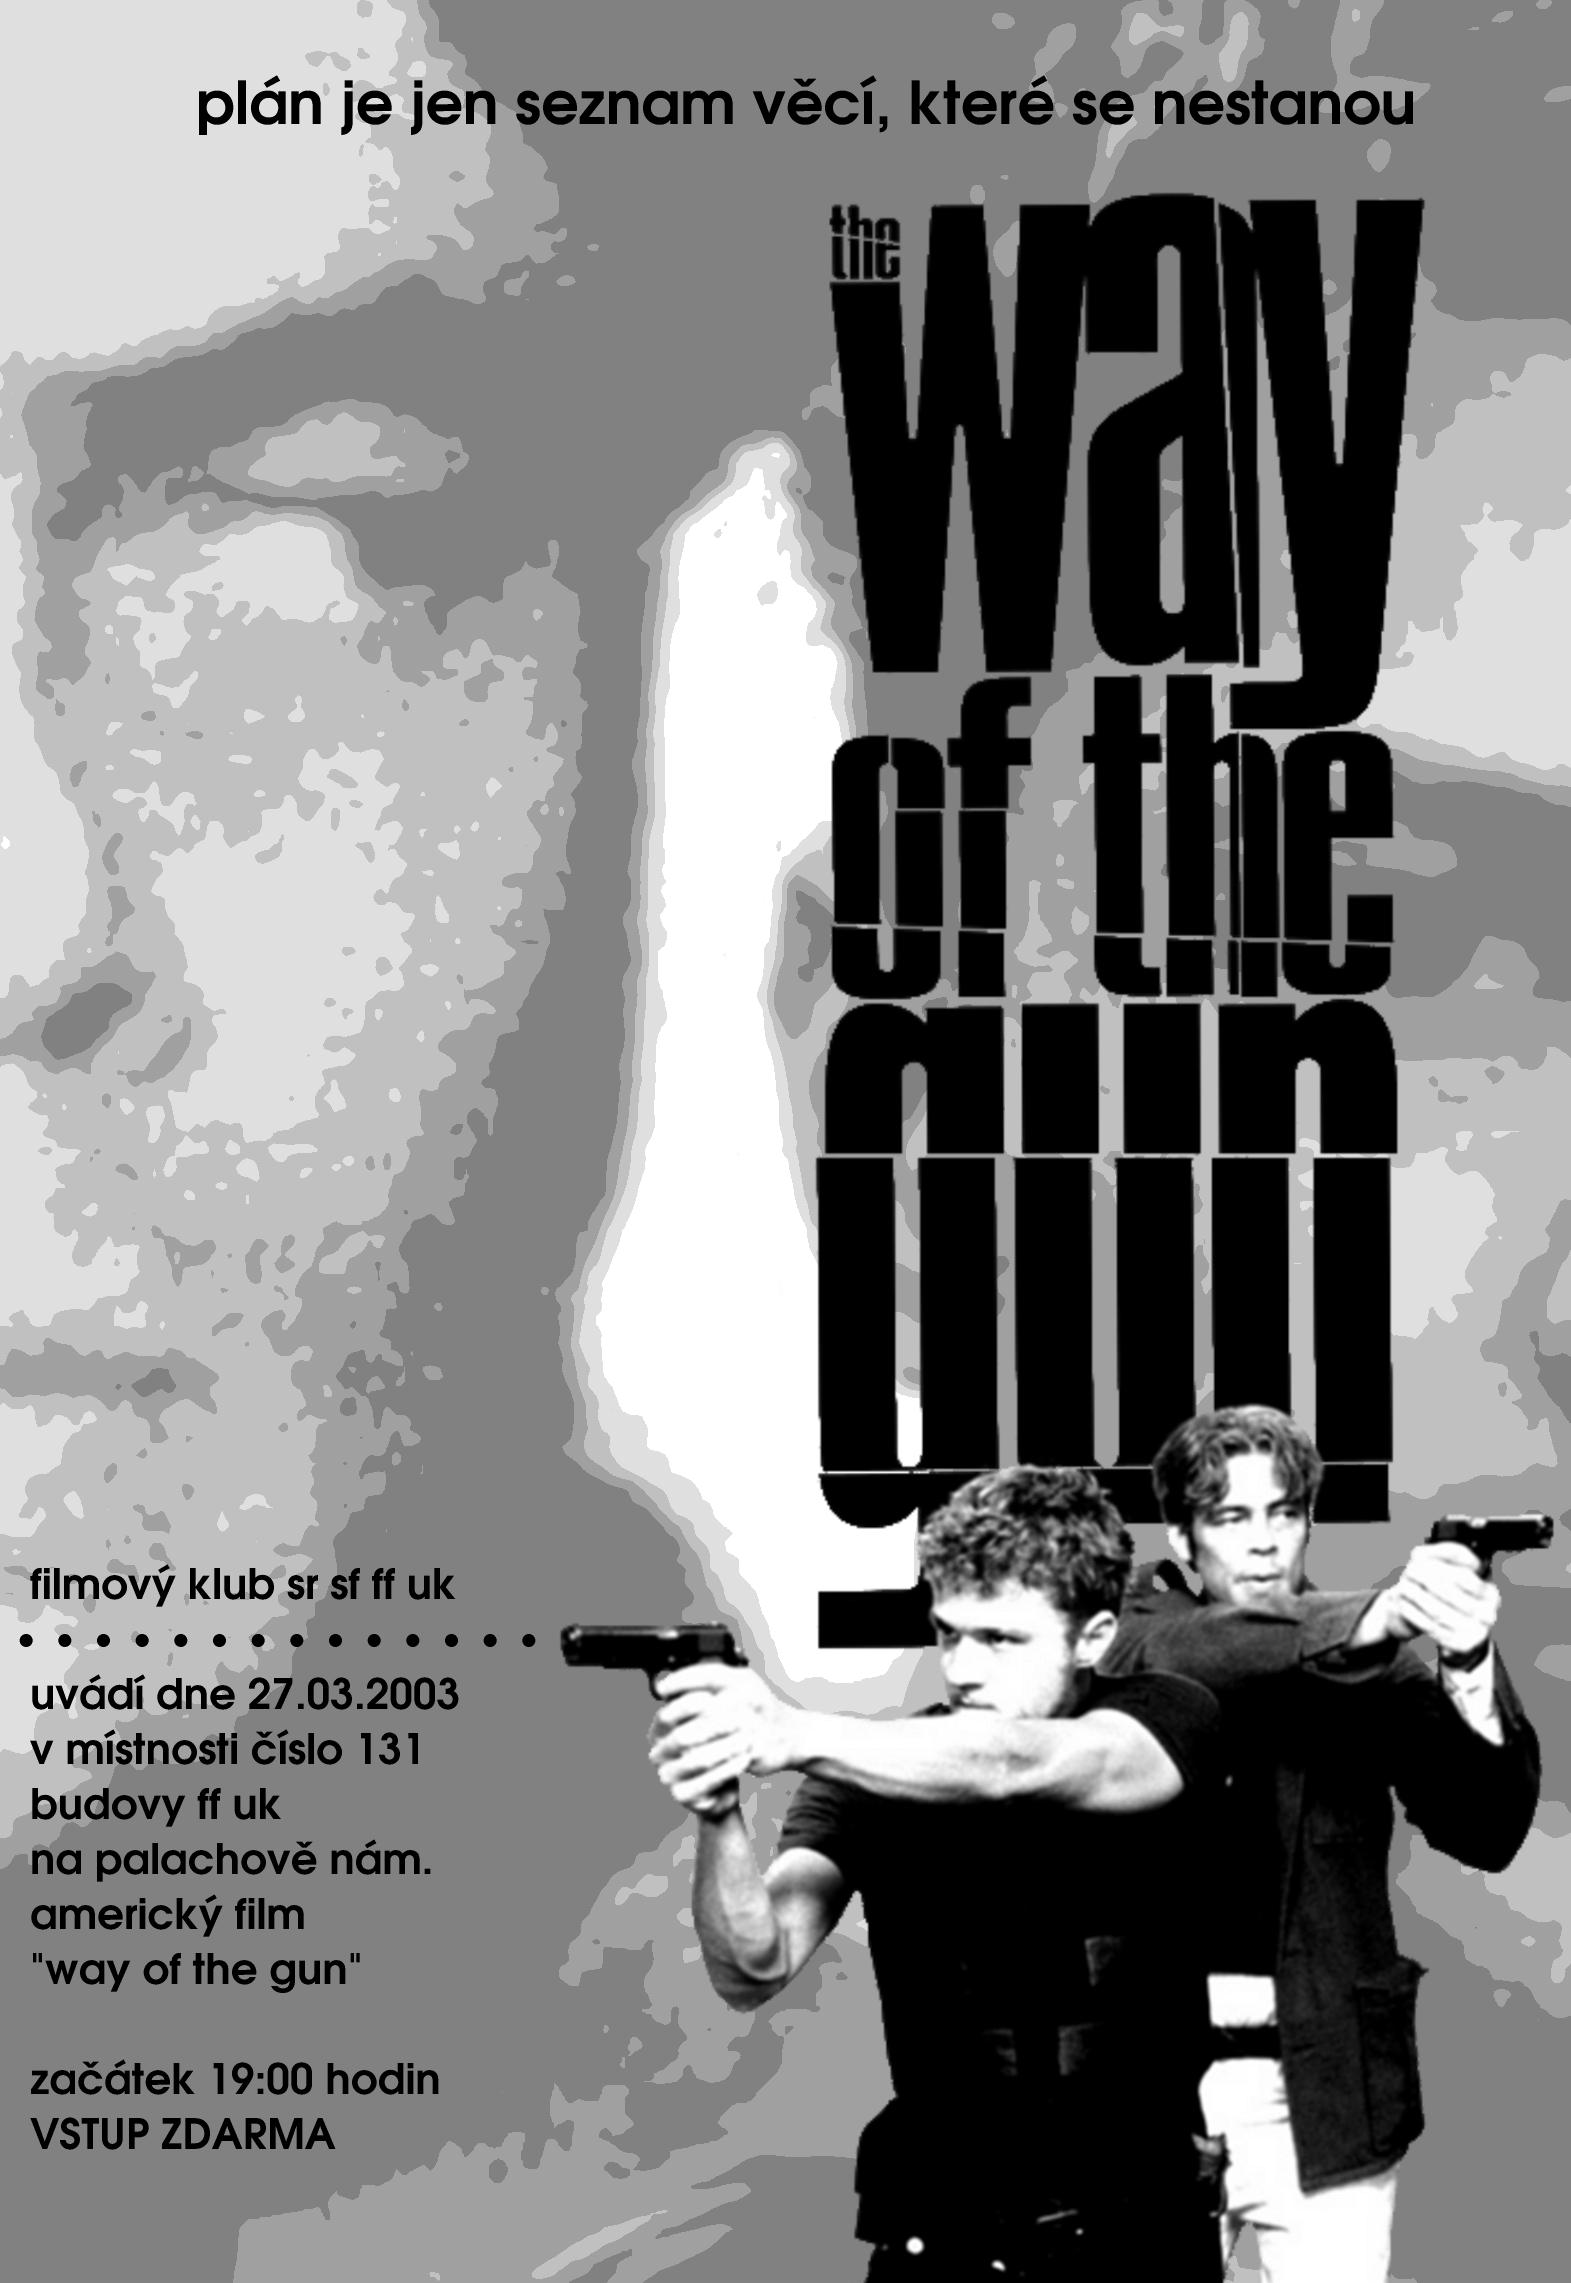 plán je jen seznam věcí, které se nestanou
the
way
of the
gun
filmový klub sr sf ff uk
uvádí dne 27.03.2003
v místnosti číslo 131
budovy ff uk
na palachově nám.
americký film
"way of the gun"
začátek 19:00 hodin
VSTUP ZDARMA